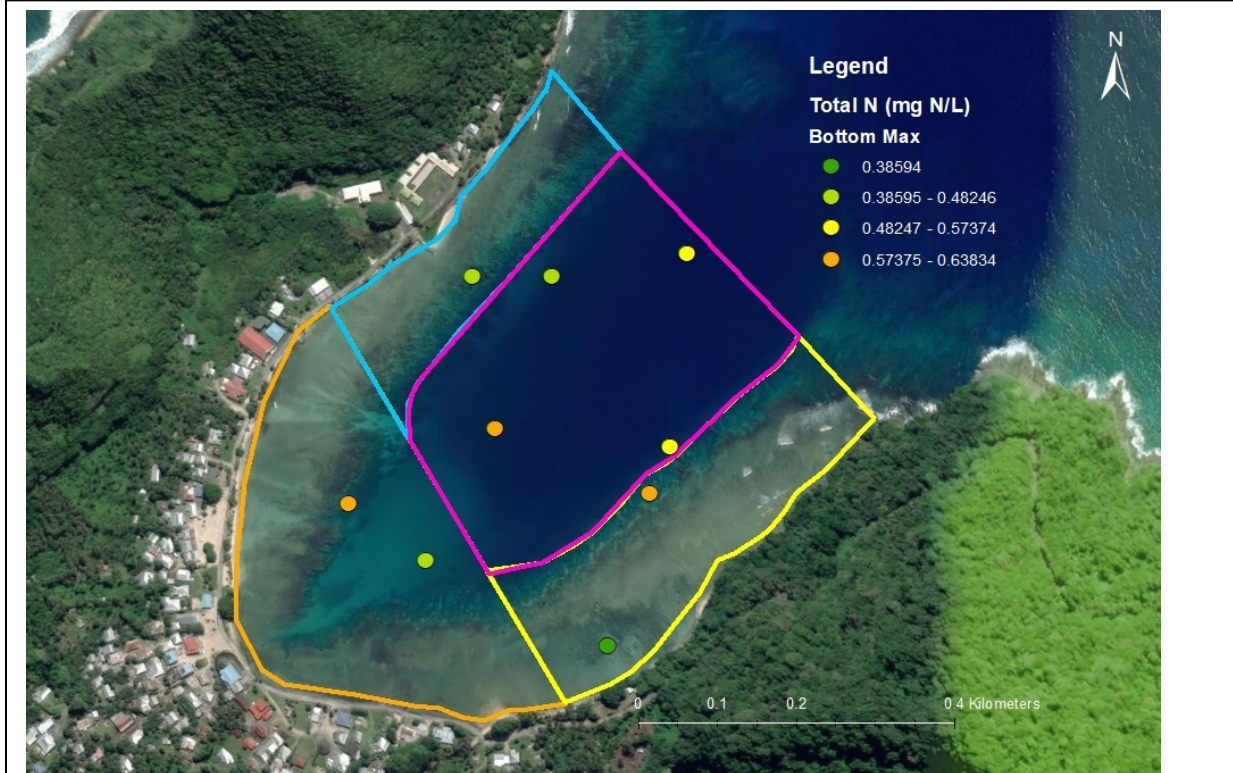 N
Legend
Total N (mg N/L)
Bottom Max
0.38594
0.38595 - 0.48246
0.48247 - 0.57374
0.57375 - 0.63834
0 0.1 0.2 0.4 Kilometers